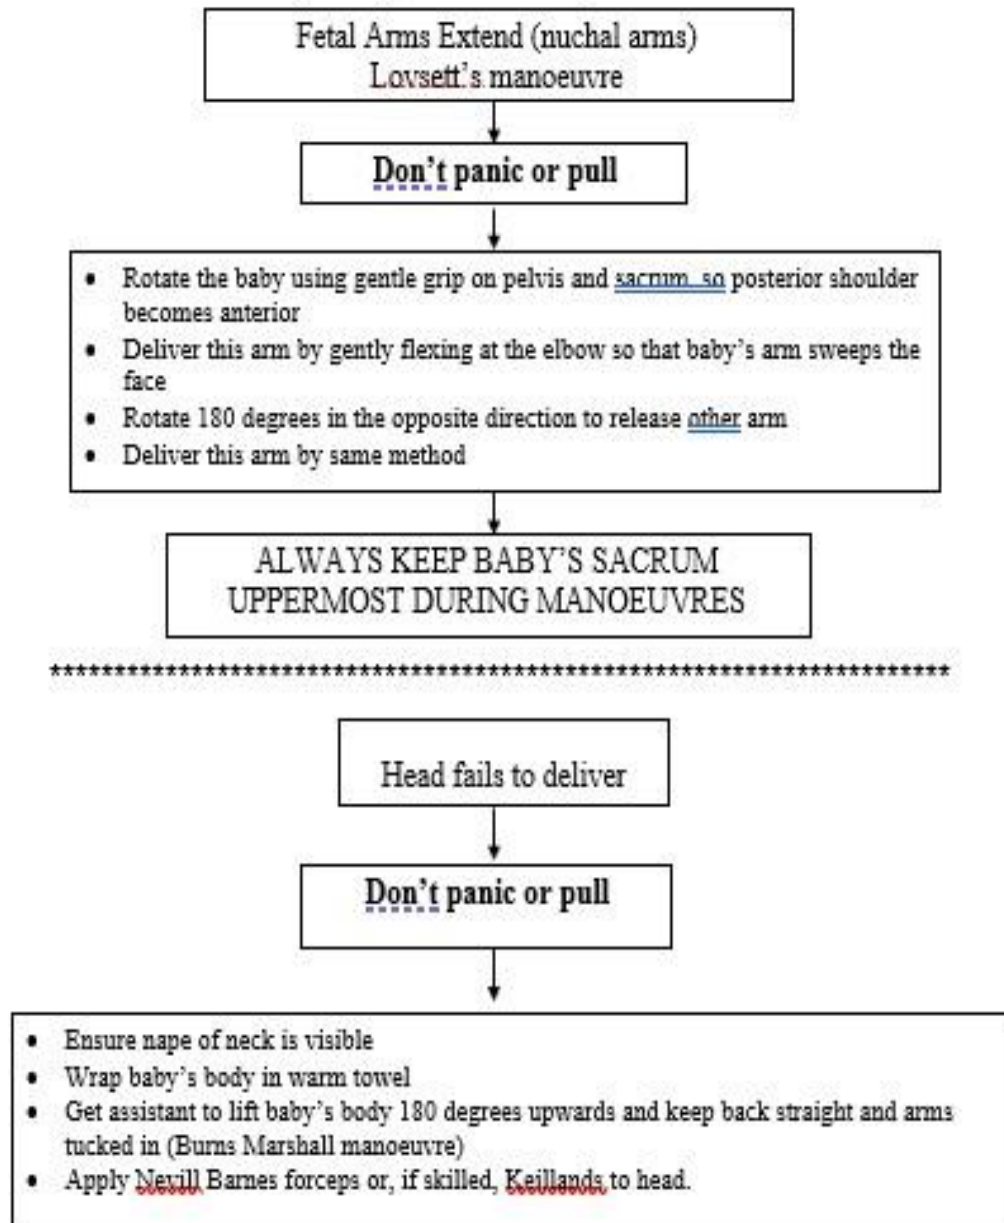 Fetal Arms Extend (nuchal arms)
Lovsett's manoeuvre
Don't panic or pull
• Rotate the baby using gentle grip on pelvis and sacrum, so posterior shoulder
becomes anterior
• Deliver this arm by gently flexing at the elbow so that baby's arm sweeps the
face
• Rotate 180 degrees in the opposite direction to release other arm
• Deliver this arm by same method
ALWAYS KEEP BABY'S SACRUM
UPPERMOST DURING MANOEUVRES
**********************************************************************
Head fails to deliver
Don't panic or pull
• Ensure nape of neck is visible
• Wrap baby's body in warm towel
• Get assistant to lift baby's body 180 degrees upwards and keep back straight and arms
tucked in (Burns Marshall manoeuvre)
• Apply Nevill Barnes forceps or, if skilled, Keillands to head.